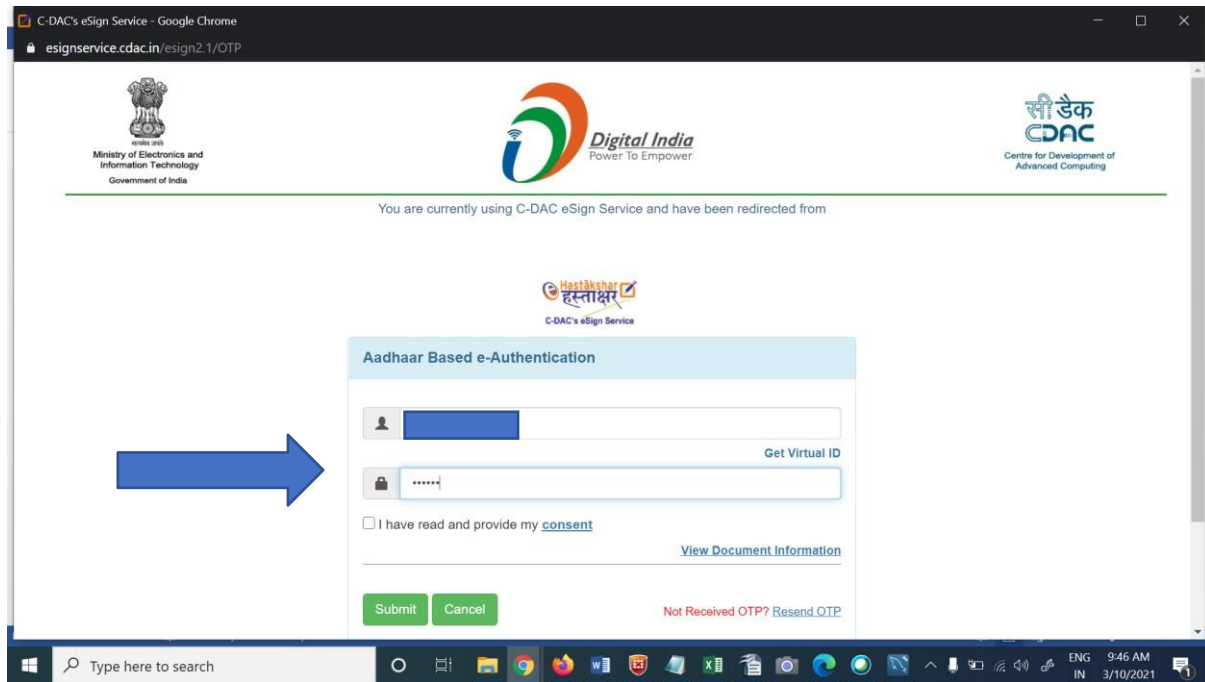 C-DAC's eSign Service - Google Chrome
esignservice.cdac.in/esign2.1/OTP
सत्यमेव जयते
Ministry of Electronics and
Information Technology
Government of India
Digital India
Power To Empower
सी डैक
CDAC
Centre for Development of
Advanced Computing
You are currently using C-DAC eSign Service and have been redirected from
e Hastākshar
हस्ताक्षर
C-DAC's eSign Service
Aadhaar Based e-Authentication
Get Virtual ID
••••••
I have read and provide my consent
View Document Information
Submit
Cancel
Not Received OTP? Resend OTP
Type here to search
ENG
IN
9:46 AM
3/10/2021
1